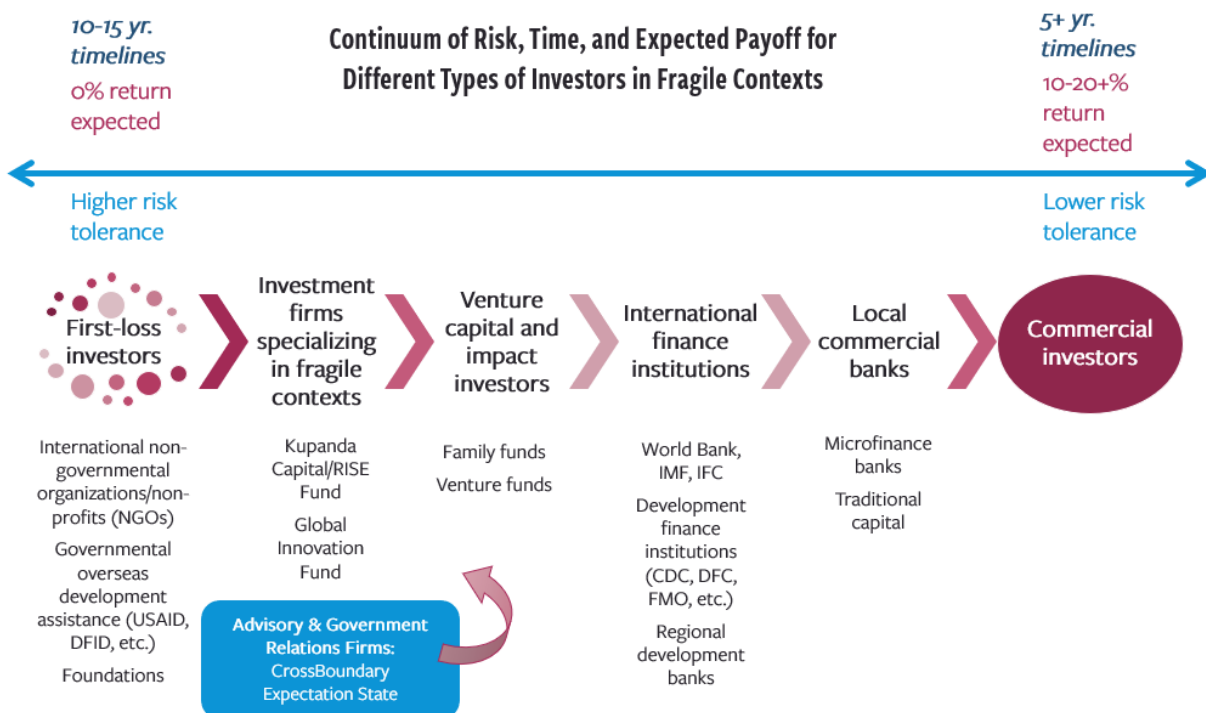 10-15 yr.
timelines
0% return
expected
Continuum of Risk, Time, and Expected Payoff for
Different Types of Investors in Fragile Contexts
5+ yr.
timelines
10-20+%
return
expected
Higher risk
tolerance
Lower risk
tolerance
First-loss
investors
Investment
firms
specializing
in fragile
contexts
Venture
capital and
impact
investors
International
finance
institutions
Local
commercial
banks
Commercial
investors
International non-
governmental
organizations/non-
profits (NGOs)
Governmental
overseas
development
assistance (USAID,
DFID, etc.)
Foundations
Kupanda
Capital/RISE
Fund
Global
Innovation
Fund
Advisory & Government
Relations Firms:
CrossBoundary
Expectation State
Family funds
Venture funds
World Bank,
IMF, IFC
Development
finance
institutions
(CDC, DFC,
FMO, etc.)
Regional
development
banks
Microfinance
banks
Traditional
capital